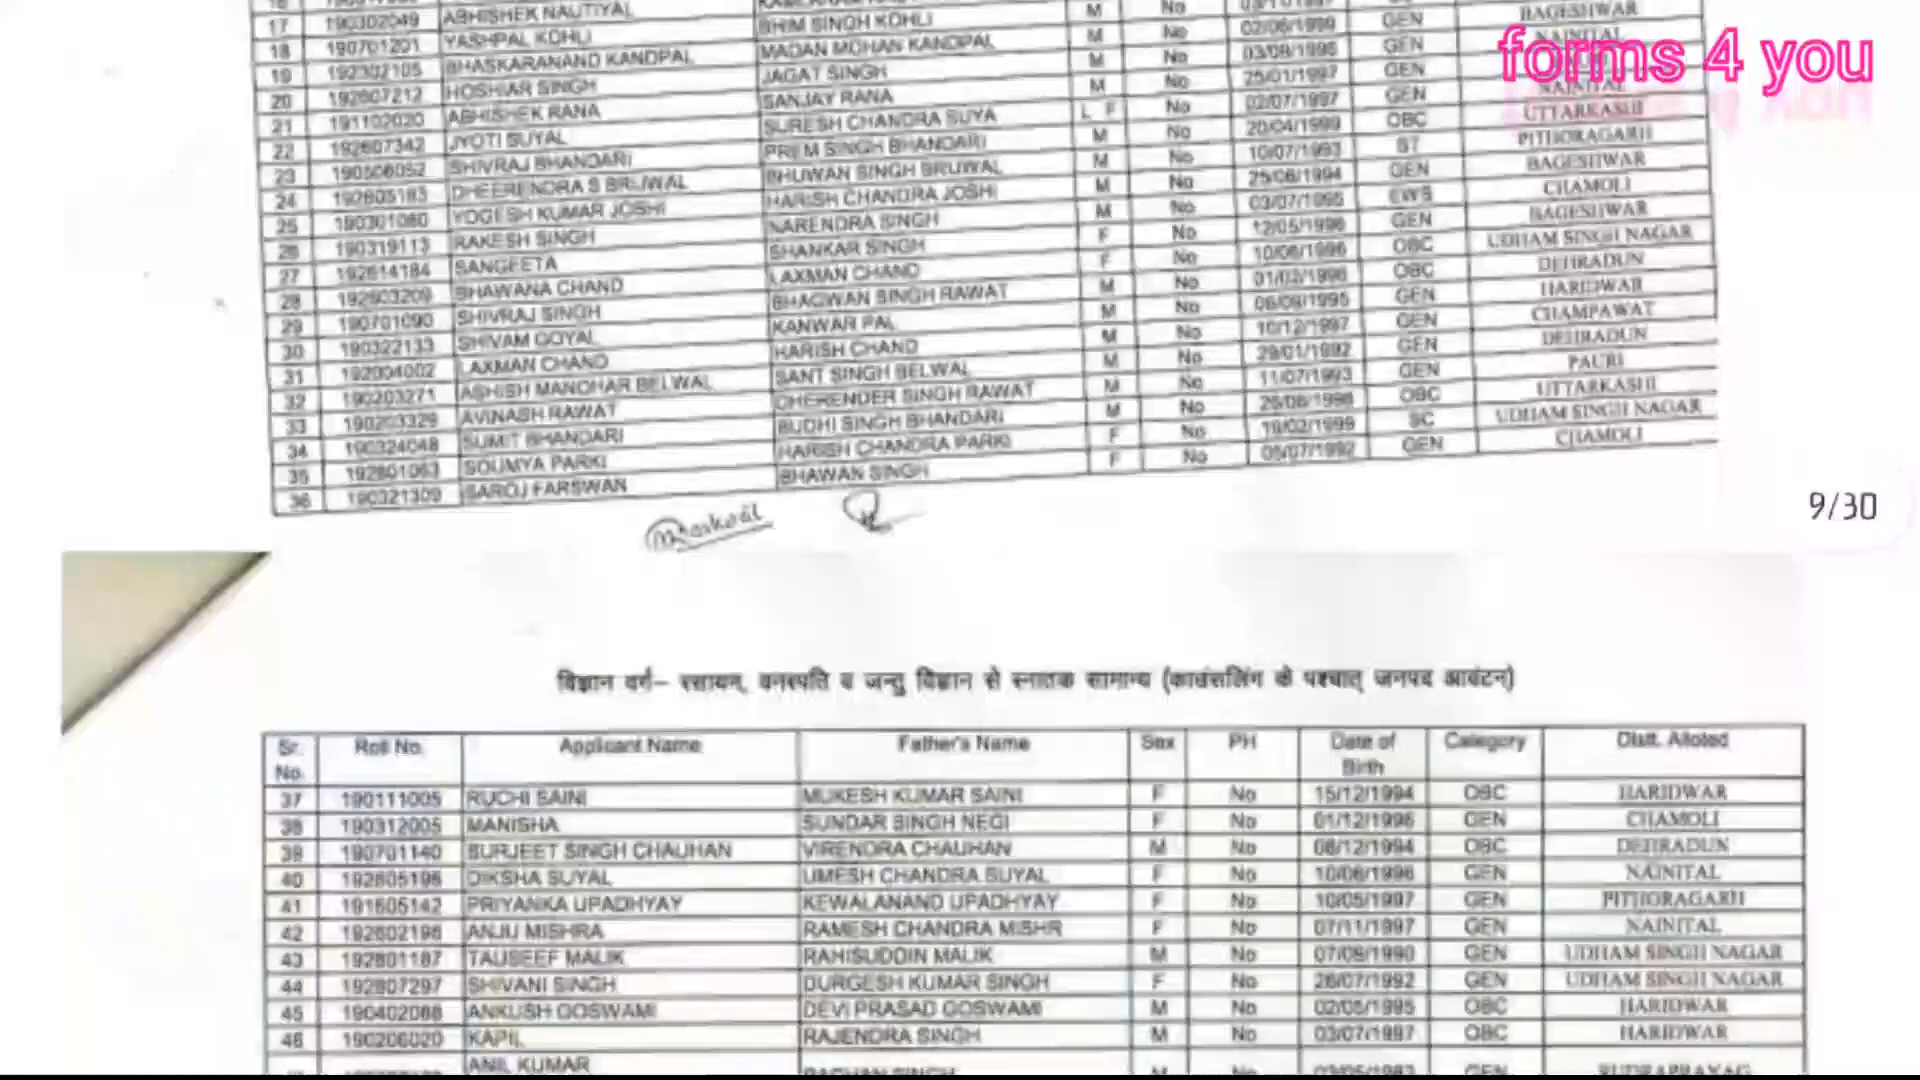 17 190302049 ABHISHEK NAUTIYAL
18 190701201 YASHPAL KOHLI BHIM SINGH KOHLI M No
19 192302105 BHASKARANAND KANDPAL MADAN MOHAN KANDPAL M No 02/06/1999 GEN BAGESHWAR
20 192607212 HOSHIAR SINGH JAGAT SINGH M No 03/08/1996 GEN NAINITAL
21 191102020 ABHISHEK RANA SANJAY RANA M No 25/01/1997 GEN
22 192607342 JYOTI SUYAL SURESH CHANDRA SUYA L F No 02/07/1997 GEN NAINITAL
23 190506052 SHIVRAJ BHANDARI PREM SINGH BHANDARI M No 20/04/1999 OBC UTTARKASHI
24 192605183 DHEERENDRA S BRIJWAL BHUWAN SINGH BRIJWAL M No 10/07/1993 ST PITHORAGARH
25 190301060 YOGESH KUMAR JOSHI HARISH CHANDRA JOSHI M No 25/06/1994 GEN BAGESHWAR
26 190319113 RAKESH SINGH NARENDRA SINGH M No 03/07/1995 EWS CHAMOLI
27 192614184 SANGEETA SHANKAR SINGH F No 12/05/1996 GEN BAGESHWAR
28 192603209 BHAWANA CHAND LAXMAN CHAND F No 10/06/1996 OBC UDHAM SINGH NAGAR
29 190701090 SHIVRAJ SINGH BHAGWAN SINGH RAWAT M No 01/02/1996 OBC DEHRADUN
30 190322133 SHIVAM GOYAL KANWAR PAL M No 06/09/1995 GEN HARIDWAR
31 192004002 LAXMAN CHAND HARISH CHAND M No 10/12/1997 GEN CHAMPAWAT
32 190203271 ASHISH MANOHAR BELWAL SANT SINGH BELWAL M No 29/01/1992 GEN DEHRADUN
33 190203329 AVINASH RAWAT DHERENDER SINGH RAWAT M No 11/07/1993 GEN PAURI
34 190324048 SUMIT BHANDARI BUDHI SINGH BHANDARI M No 26/06/1998 OBC UTTARKASHI
35 192801063 SOUMYA PARKI HARISH CHANDRA PARKI F No 19/02/1999 SC UDHAM SINGH NAGAR
36 190321309 SAROJ FARSWAN BHAWAN SINGH F No 05/07/1992 GEN CHAMOLI
forms 4 you
9/30
विज्ञान वर्ग– रसायन, वनस्पति व जन्तु विज्ञान से स्नातक सामान्य (काउंसलिंग के पश्चात् जनपद आवंटन)
Sr. No. Roll No. Applicant Name Father's Name Sex PH Date of Birth Category Distt. Alloted
37 190111005 RUCHI SAINI MUKESH KUMAR SAINI F No 15/12/1994 OBC HARIDWAR
38 190312005 MANISHA SUNDAR SINGH NEGI F No 01/12/1996 GEN CHAMOLI
39 190701140 SURJEET SINGH CHAUHAN VIRENDRA CHAUHAN M No 08/12/1994 OBC DEHRADUN
40 192605196 DIKSHA SUYAL UMESH CHANDRA SUYAL F No 10/06/1996 GEN NAINITAL
41 191605142 PRIYANKA UPADHYAY KEWALANAND UPADHYAY F No 10/05/1997 GEN PITHORAGARH
42 192602196 ANJU MISHRA RAMESH CHANDRA MISHR F No 07/11/1997 GEN NAINITAL
43 192801187 TAUSEEF MALIK RAHISUDDIN MALIK M No 07/08/1990 GEN UDHAM SINGH NAGAR
44 192807297 SHIVANI SINGH DURGESH KUMAR SINGH F No 26/07/1992 GEN UDHAM SINGH NAGAR
45 190402088 ANKUSH GOSWAMI DEVI PRASAD GOSWAMI M No 02/05/1995 OBC HARIDWAR
46 190206020 KAPIL RAJENDRA SINGH M No 03/07/1997 OBC HARIDWAR
ANIL KUMAR M No GEN RUDRAPRAYAG